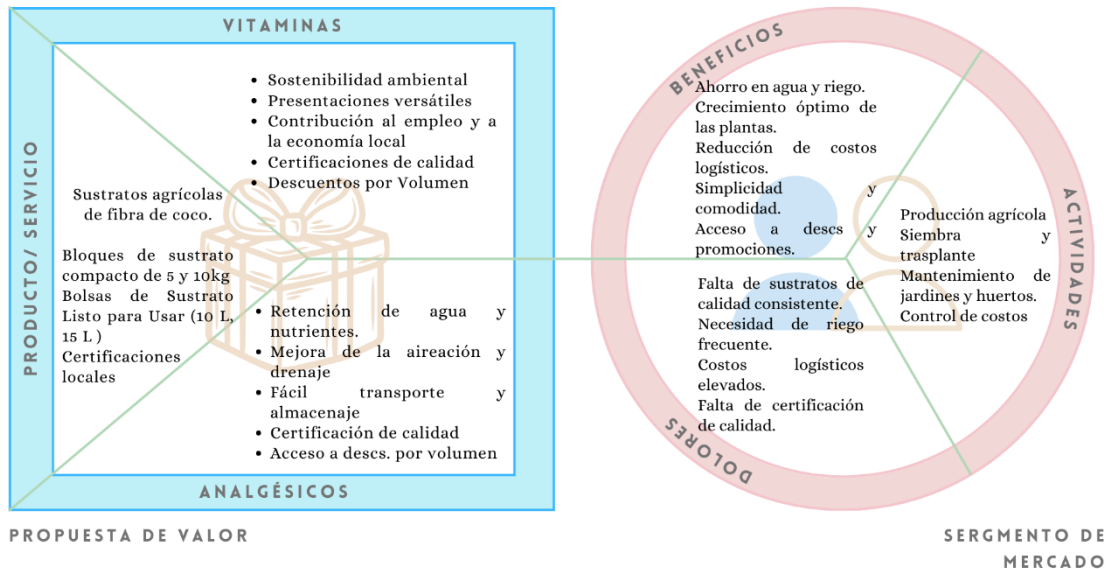 VITAMINAS
Sostenibilidad ambiental
Presentaciones versátiles
Contribución al empleo y a
la economía local
Certificaciones de calidad
Descuentos por Volumen
PRODUCTO/ SERVICIO
Sustratos agrícolas
de fibra de coco.
Bloques de sustrato
compacto de 5 y 10kg
Bolsas de Sustrato
Listo para Usar (10 L,
15 L )
Certificaciones
locales
Retención de agua y
nutrientes.
Mejora de la aireación y
drenaje
Fácil transporte y
almacenaje
Certificación de calidad
Acceso a descs. por volumen
ANALGÉSICOS
PROPUESTA DE VALOR
BENEFICIOS
Ahorro en agua y riego.
Crecimiento óptimo de
las plantas.
Reducción de costos
logísticos.
Simplicidad y
comodidad.
Acceso a descs y
promociones.
ACTIVIDADES
Producción agrícola
Siembra y
trasplante
Mantenimiento de
jardines y huertos.
Control de costos
Falta de sustratos de
calidad consistente.
Necesidad de riego
frecuente.
Costos logísticos
elevados.
Falta de certificación
de calidad.
DOLORES
SERGMENTO DE
MERCADO